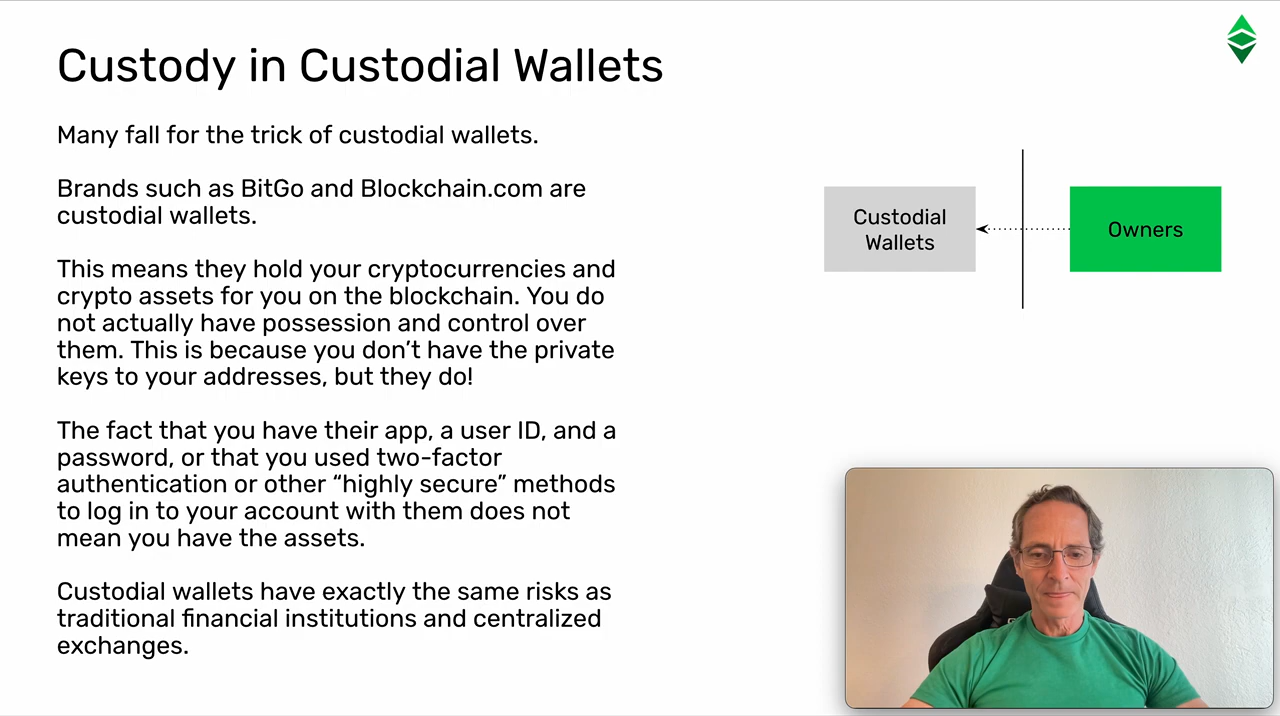 Custody in Custodial Wallets
Many fall for the trick of custodial wallets.
Brands such as BitGo and Blockchain.com are
custodial wallets.
This means they hold your cryptocurrencies and
crypto assets for you on the blockchain. You do
not actually have possession and control over
them. This is because you don’t have the private
keys to your addresses, but they do!
The fact that you have their app, a user ID, and a
password, or that you used two-factor
authentication or other “highly secure” methods
to log in to your account with them does not
mean you have the assets.
Custodial wallets have exactly the same risks as
traditional financial institutions and centralized
exchanges.
Custodial
Wallets
Owners